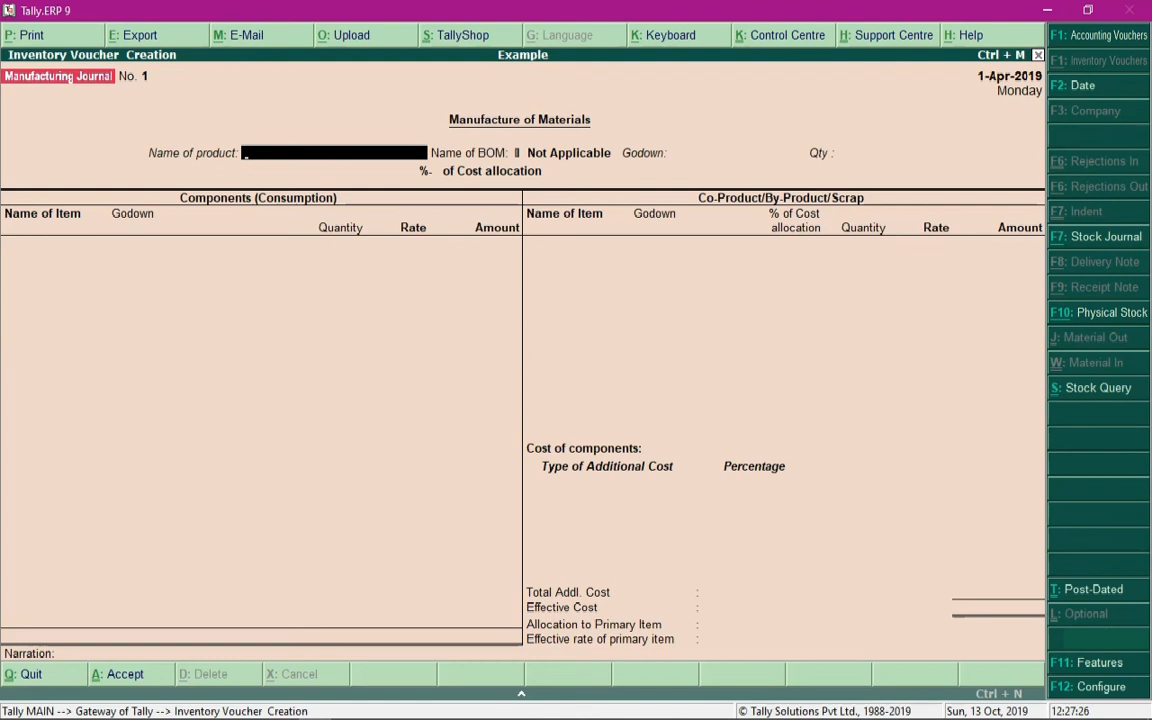 Tally.ERP 9
P: Print E: Export M: E-Mail O: Upload S: TallyShop G: Language K: Keyboard K: Control Centre H: Support Centre H: Help
Inventory Voucher Creation Example Ctrl + M
Manufacturing Journal No. 1 1-Apr-2019
Monday
Manufacture of Materials
Name of product: Name of BOM: Not Applicable Godown: Qty :
%- of Cost allocation
Components (Consumption) Co-Product/By-Product/Scrap
Name of Item Godown Name of Item Godown % of Cost
Quantity Rate Amount allocation Quantity Rate Amount
Cost of components:
Type of Additional Cost Percentage
Total Addl. Cost :
Effective Cost :
Allocation to Primary Item :
Effective rate of primary item :
Narration:
Q: Quit A: Accept D: Delete X: Cancel
Ctrl + N
Tally MAIN --> Gateway of Tally --> Inventory Voucher Creation © Tally Solutions Pvt Ltd., 1988-2019 Sun, 13 Oct, 2019 12:27:26
F1: Accounting Vouchers
F1: Inventory Vouchers
F2: Date
F3: Company
F6: Rejections In
F6: Rejections Out
F7: Indent
F7: Stock Journal
F8: Delivery Note
F9: Receipt Note
F10: Physical Stock
J: Material Out
W: Material In
S: Stock Query
T: Post-Dated
L: Optional
F11: Features
F12: Configure